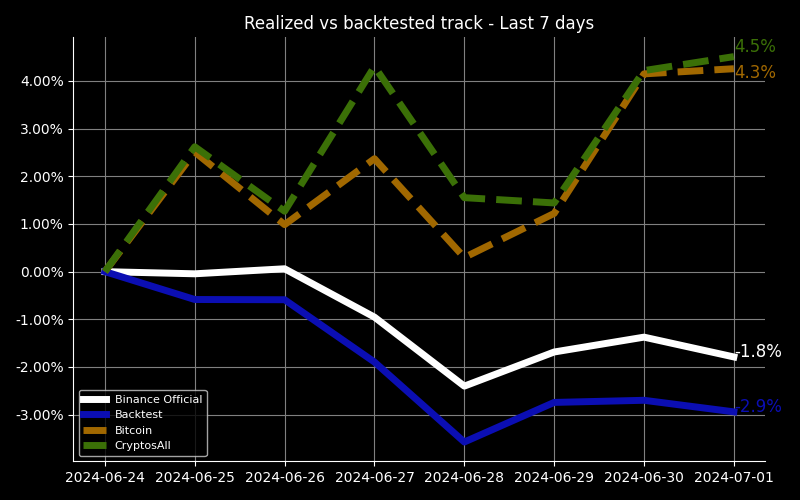 Realized vs backtested track - Last 7 days
4.5%
4.3%
4.00%
3.00%
2.00%
1.00%
0.00%
-1.00%
-2.00%
-3.00%
-1.8%
-2.9%
Binance Official
Backtest
Bitcoin
CryptosAll
2024-06-24 2024-06-25 2024-06-26 2024-06-27 2024-06-28 2024-06-29 2024-06-30 2024-07-01